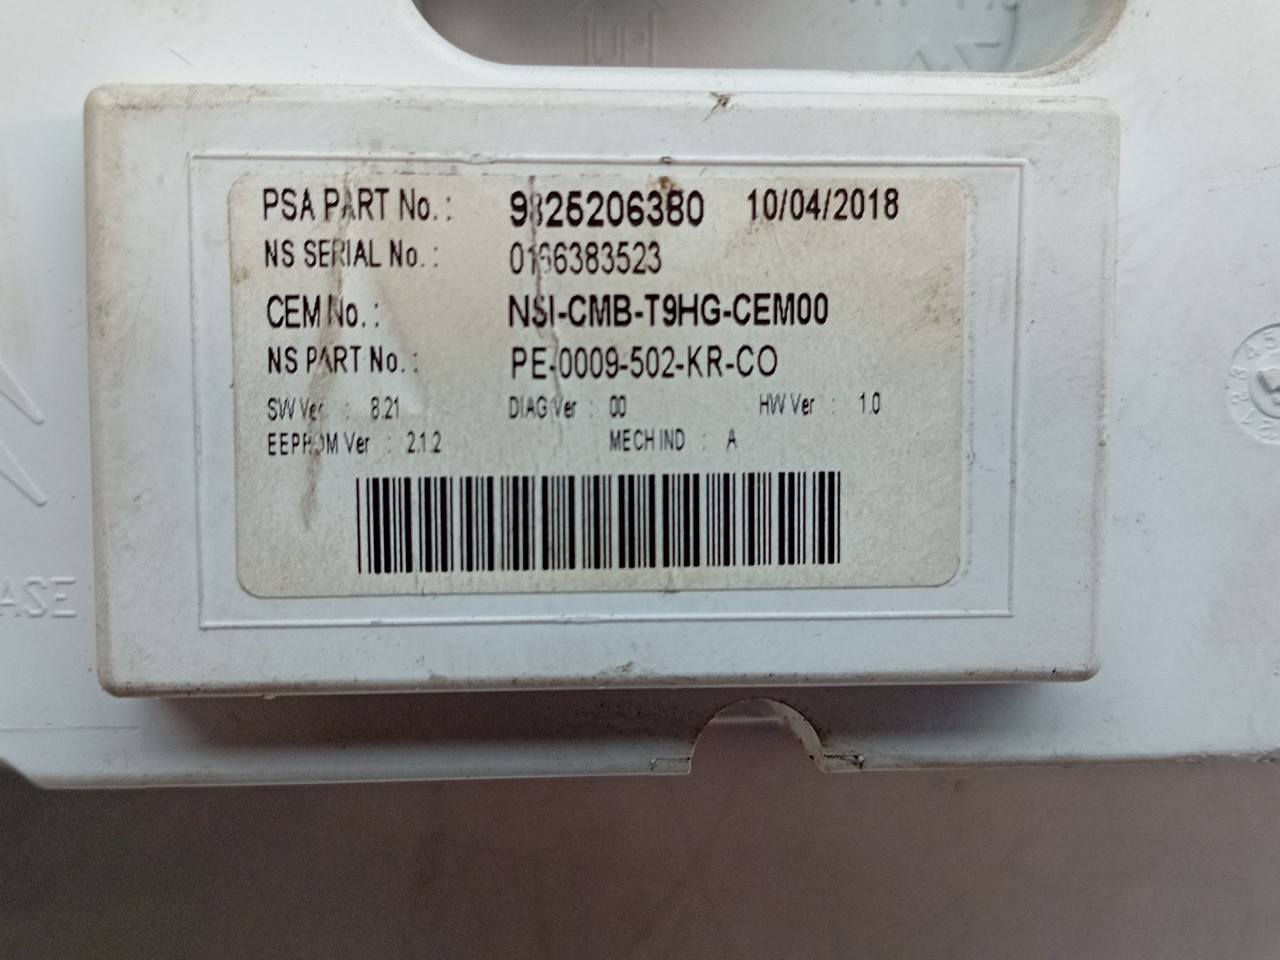 UP
PSA PART No.: 9825206380 10/04/2018
NS SERIAL No.: 0166383523
CEM No.: NSI-CMB-T9HG-CEM00
NS PART No.: PE-0009-502-KR-CO
SW Ver : 8.21 DIAG Ver : 00 HW Ver : 1.0
EEPROM Ver : 2.1.2 MECH IND : A
ASE